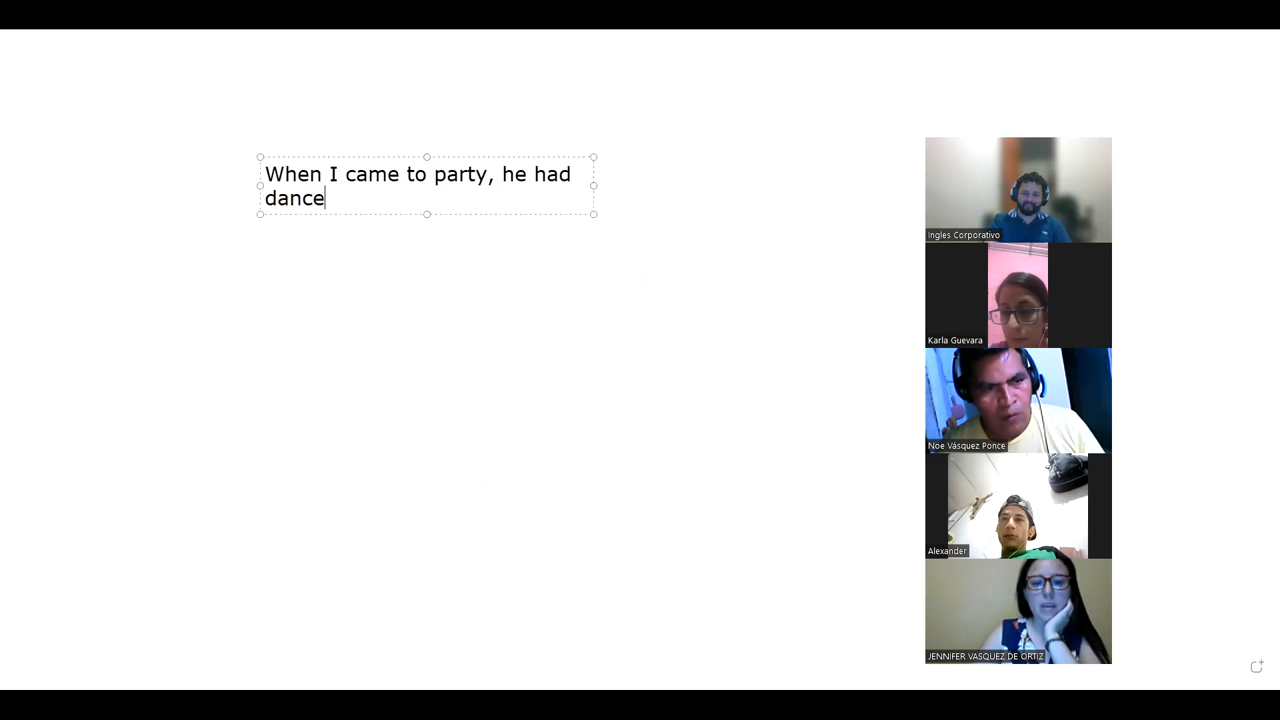 When I came to party, he had
dance
Ingles Corporativo
Karla Guevara
Noe Vásquez Ponce
Alexander
JENNIFER VASQUEZ DE ORTIZ